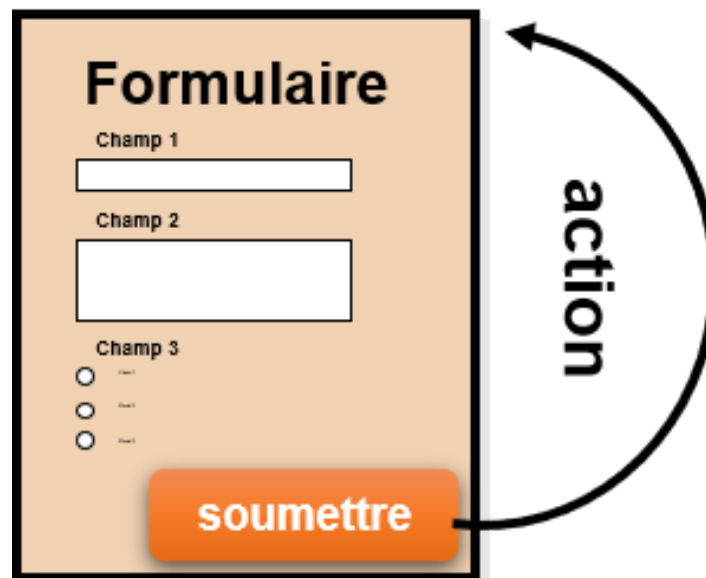 Formulaire
Champ 1
Champ 2
Champ 3
soumettre
action